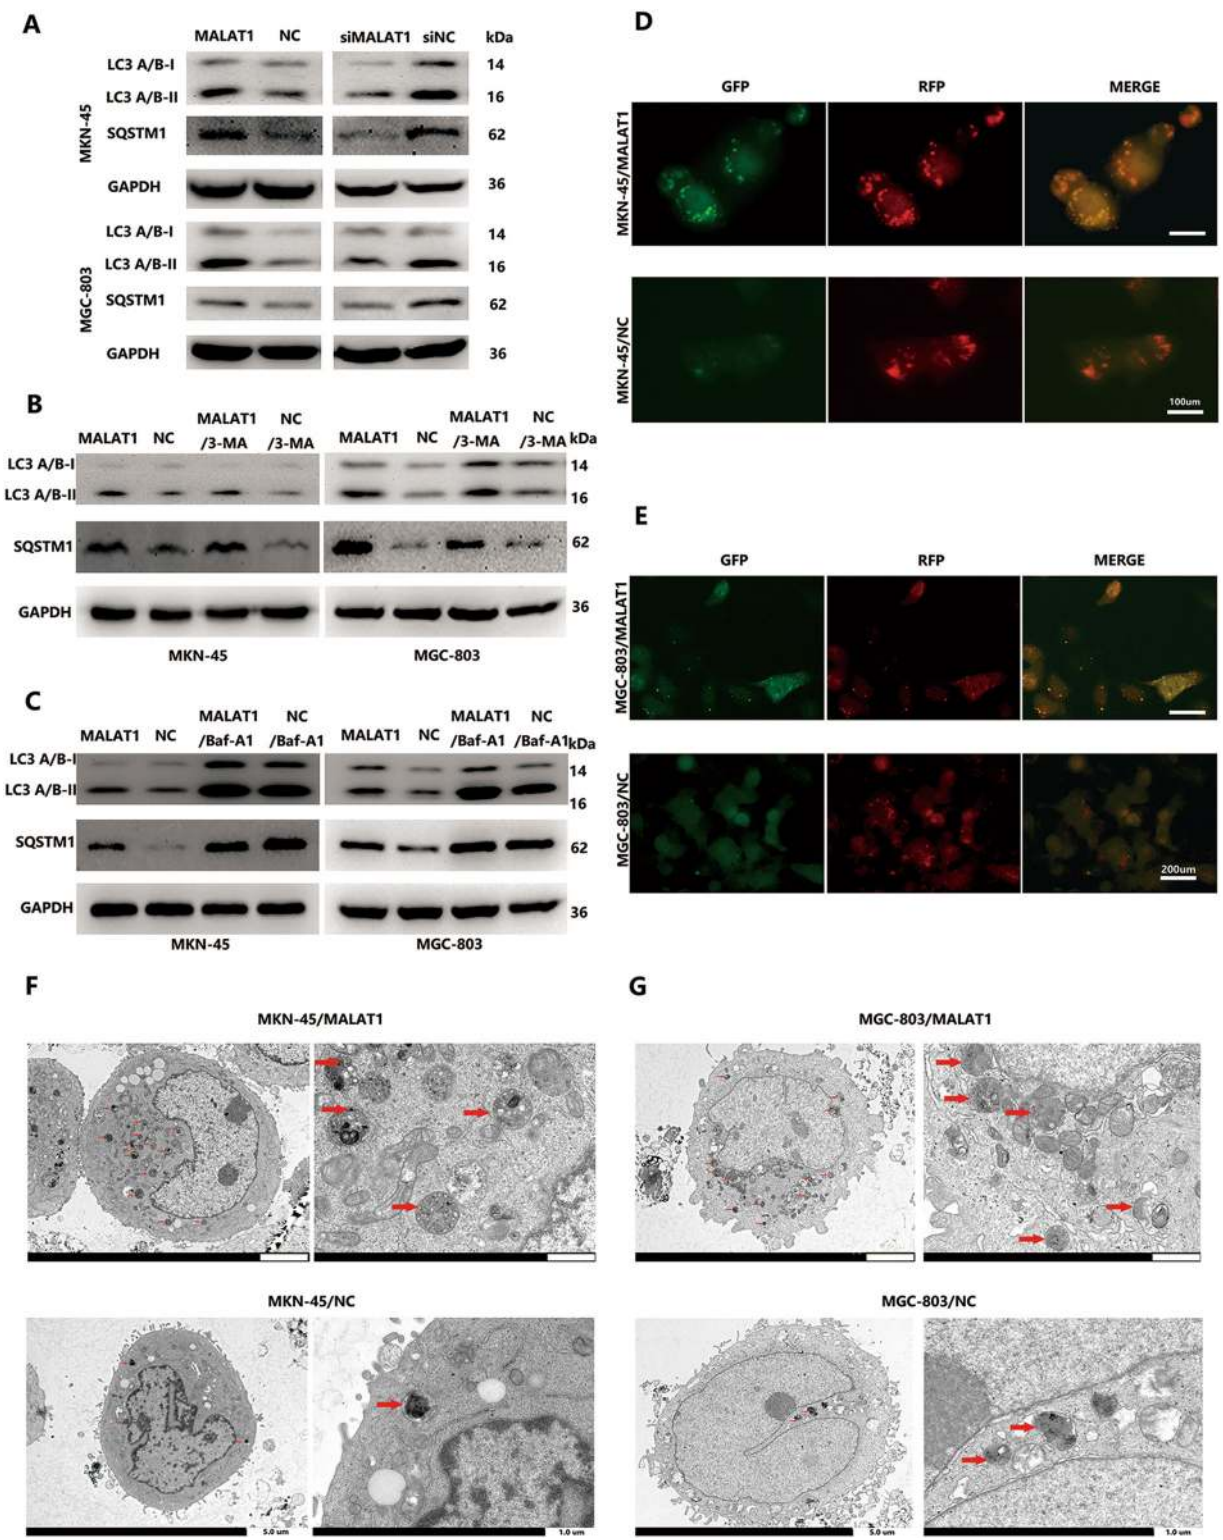 A
MALAT1 NC siMALAT1 siNC kDa
MKN-45
LC3 A/B-I 14
LC3 A/B-II 16
SQSTM1 62
GAPDH 36
MGC-803
LC3 A/B-I 14
LC3 A/B-II 16
SQSTM1 62
GAPDH 36
B
MALAT1 NC MALAT1 /3-MA NC /3-MA MALAT1 NC MALAT1 /3-MA NC /3-MA kDa
LC3 A/B-I 14
LC3 A/B-II 16
SQSTM1 62
GAPDH 36
MKN-45 MGC-803
C
MALAT1 NC MALAT1 /Baf-A1 NC /Baf-A1 MALAT1 NC MALAT1 /Baf-A1 NC /Baf-A1 kDa
LC3 A/B-I 14
LC3 A/B-II 16
SQSTM1 62
GAPDH 36
MKN-45 MGC-803
D
GFP RFP MERGE
MKN-45/MALAT1
MKN-45/NC
100um
E
GFP RFP MERGE
MGC-803/MALAT1
MGC-803/NC
200um
F
MKN-45/MALAT1
MKN-45/NC
5.0 um 1.0 um
G
MGC-803/MALAT1
MGC-803/NC
5.0 um 1.0 um